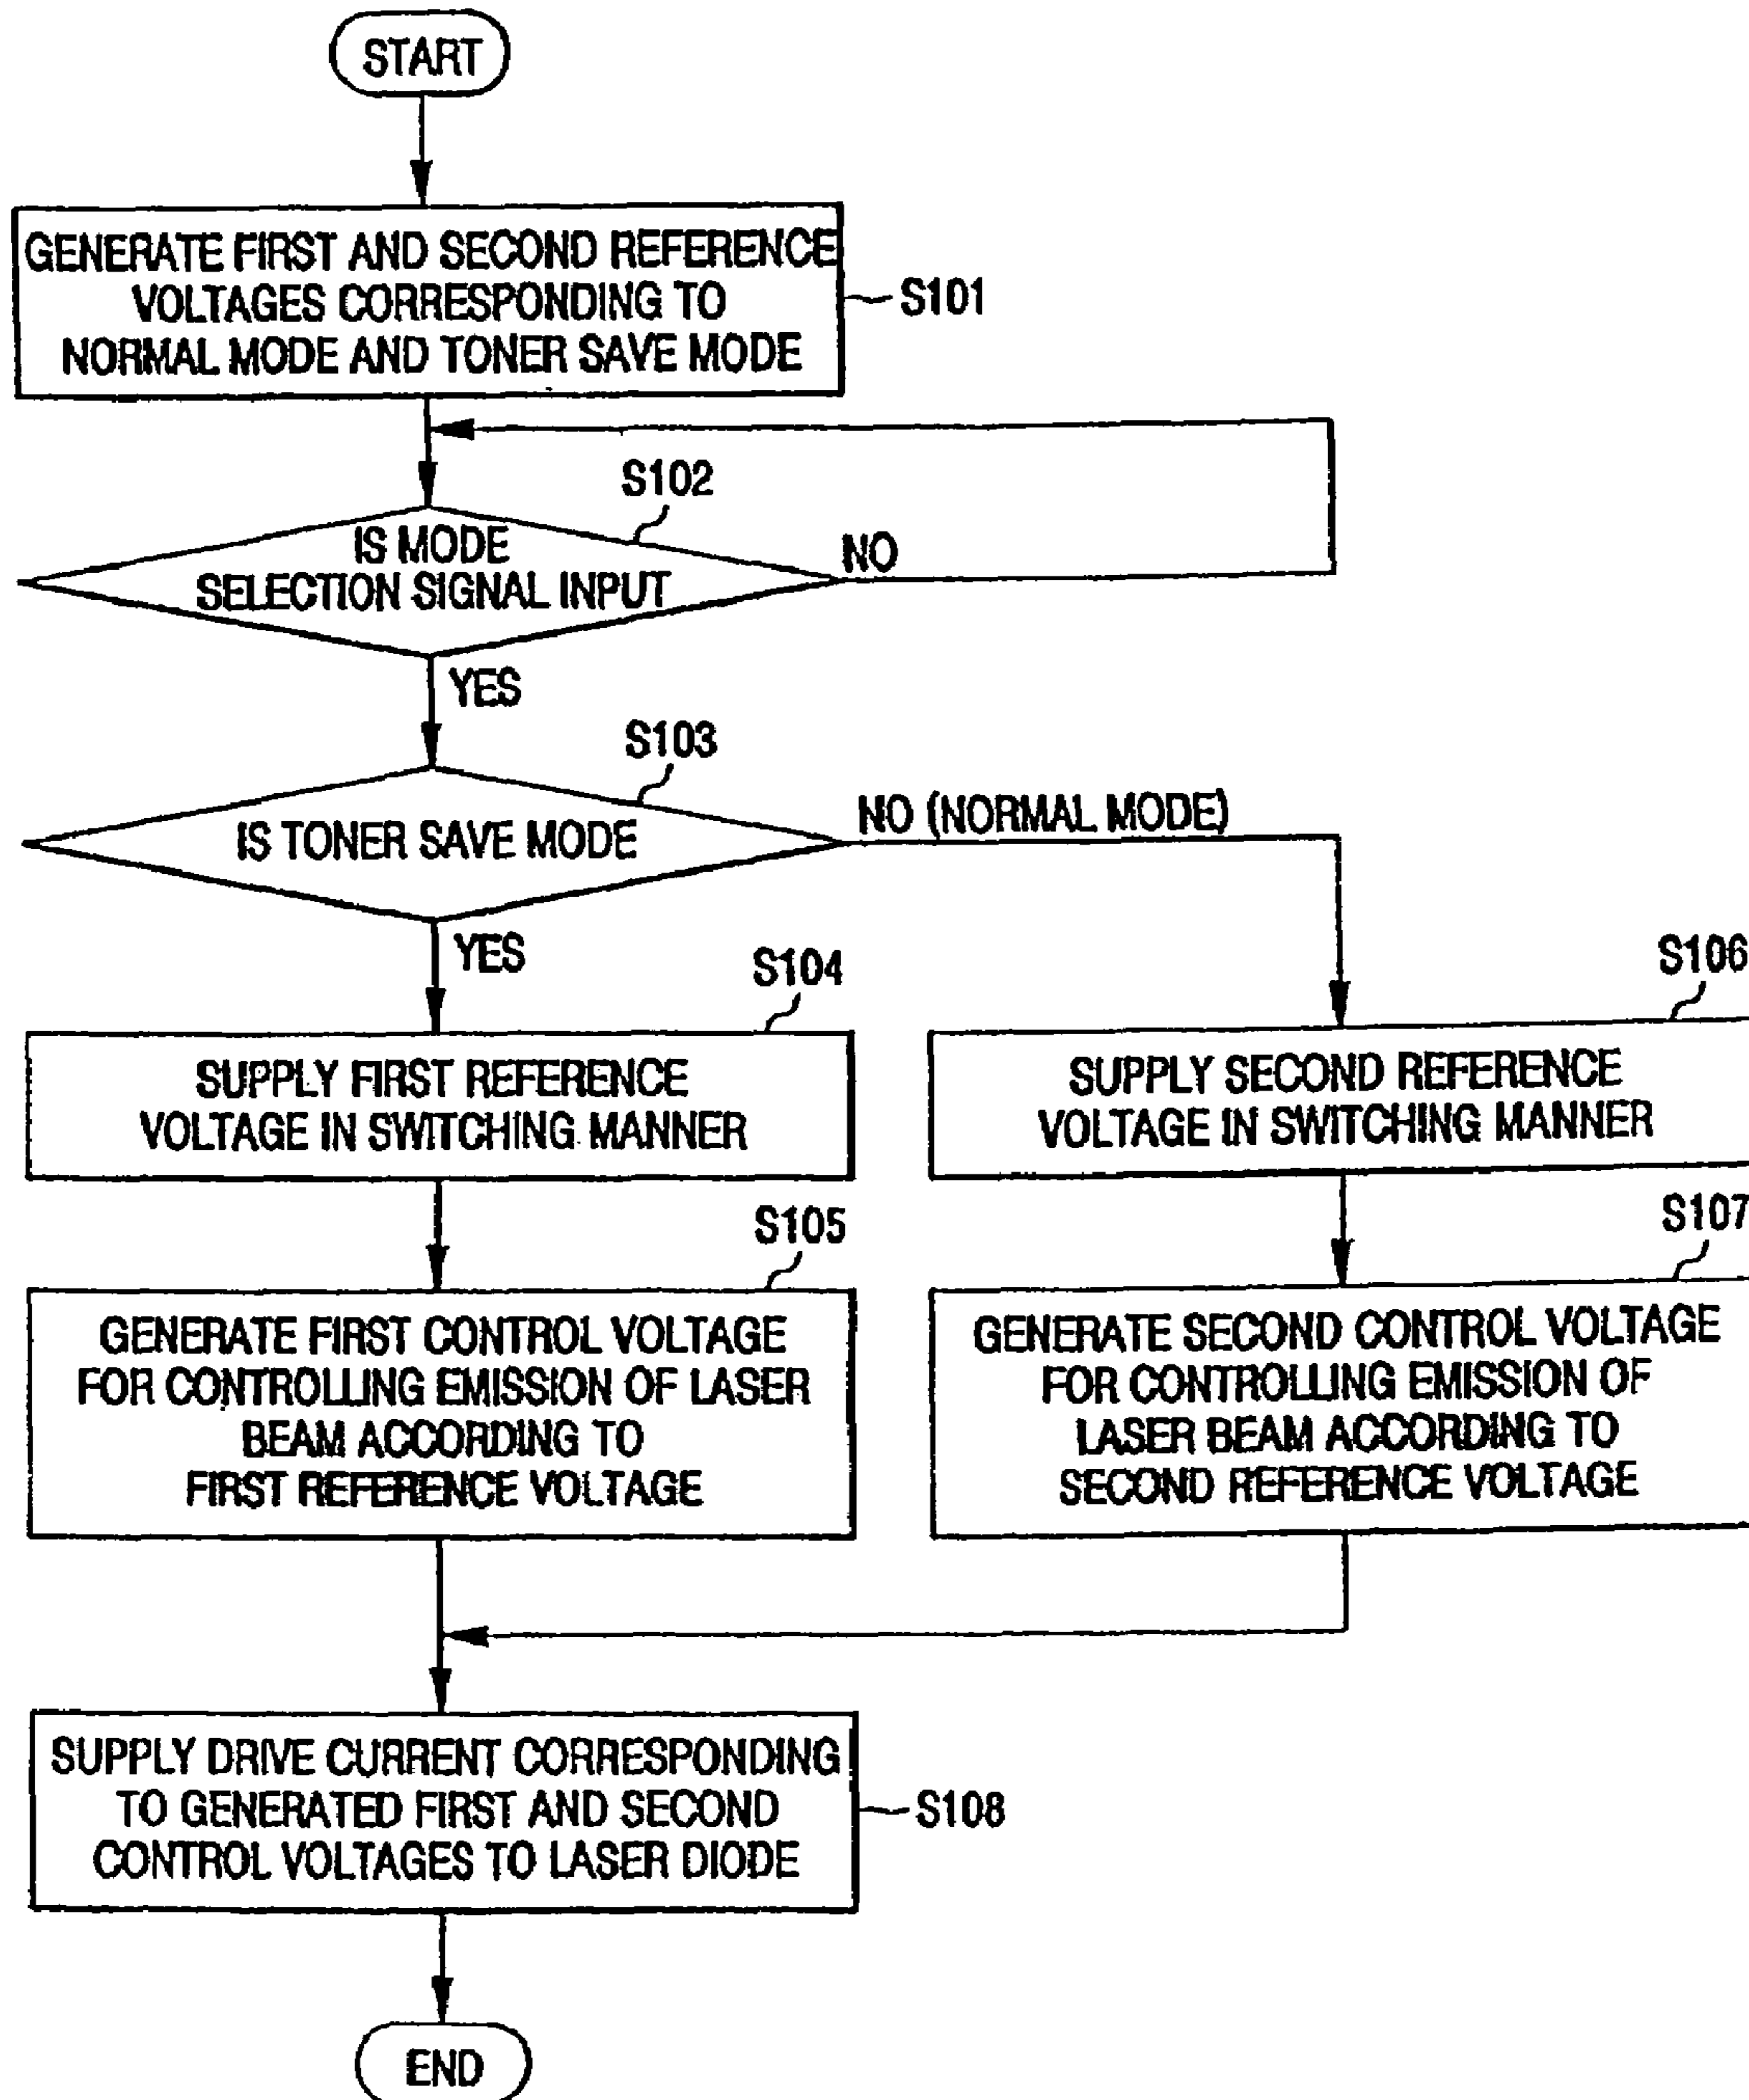 START
GENERATE FIRST AND SECOND REFERENCE
VOLTAGES CORRESPONDING TO
NORMAL MODE AND TONER SAVE MODE
S101
S102
IS MODE
SELECTION SIGNAL INPUT
NO
YES
S103
IS TONER SAVE MODE
NO (NORMAL MODE)
YES
S104
SUPPLY FIRST REFERENCE
VOLTAGE IN SWITCHING MANNER
S106
SUPPLY SECOND REFERENCE
VOLTAGE IN SWITCHING MANNER
S105
GENERATE FIRST CONTROL VOLTAGE
FOR CONTROLLING EMISSION OF LASER
BEAM ACCORDING TO
FIRST REFERENCE VOLTAGE
S107
GENERATE SECOND CONTROL VOLTAGE
FOR CONTROLLING EMISSION OF
LASER BEAM ACCORDING TO
SECOND REFERENCE VOLTAGE
SUPPLY DRIVE CURRENT CORRESPONDING
TO GENERATED FIRST AND SECOND
CONTROL VOLTAGES TO LASER DIODE
S108
END